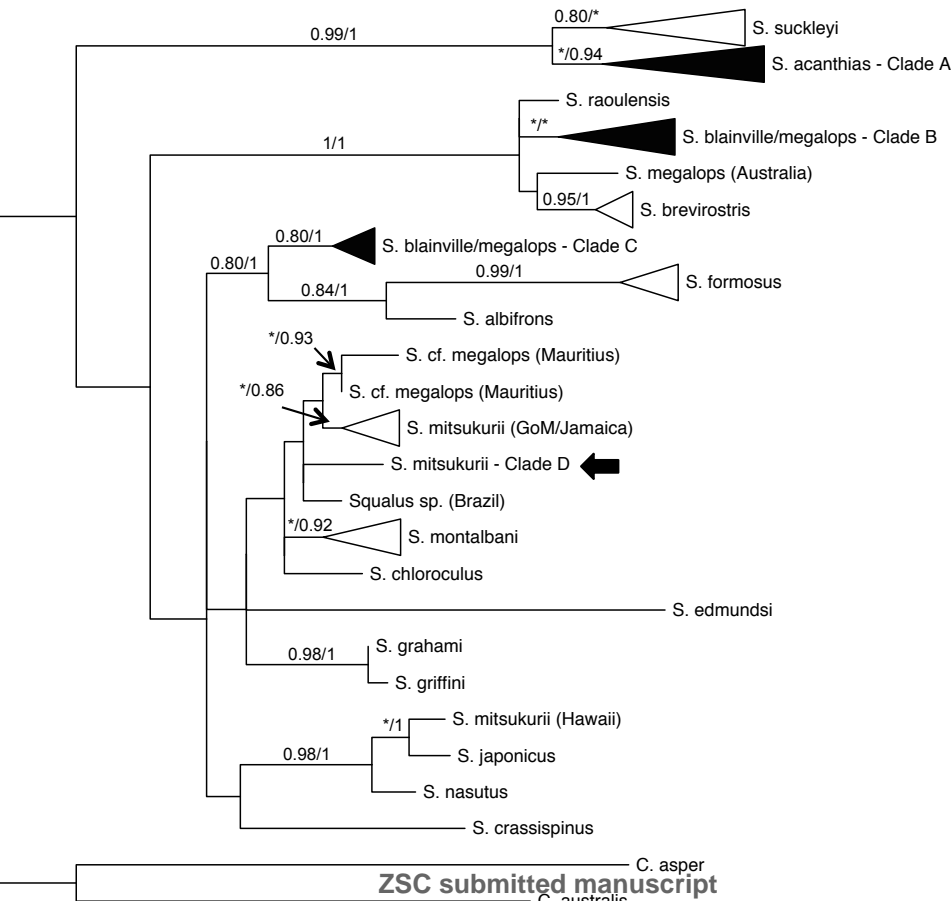 0.80/*
S. suckleyi
0.99/1
*/0.94
S. acanthias - Clade A
S. raoulensis
*/*
S. blainville/megalops - Clade B
1/1
S. megalops (Australia)
0.95/1
S. brevirostris
0.80/1
S. blainville/megalops - Clade C
0.80/1
0.99/1
S. formosus
0.84/1
S. albifrons
*/0.93
S. cf. megalops (Mauritius)
*/0.86
S. cf. megalops (Mauritius)
S. mitsukurii (GoM/Jamaica)
S. mitsukurii - Clade D
Squalus sp. (Brazil)
*/0.92
S. montalbani
S. chloroculus
S. edmundsi
S. grahami
0.98/1
S. griffini
S. mitsukurii (Hawaii)
*/1
S. japonicus
0.98/1
S. nasutus
S. crassispinus
C. asper
ZSC submitted manuscript
C. australis